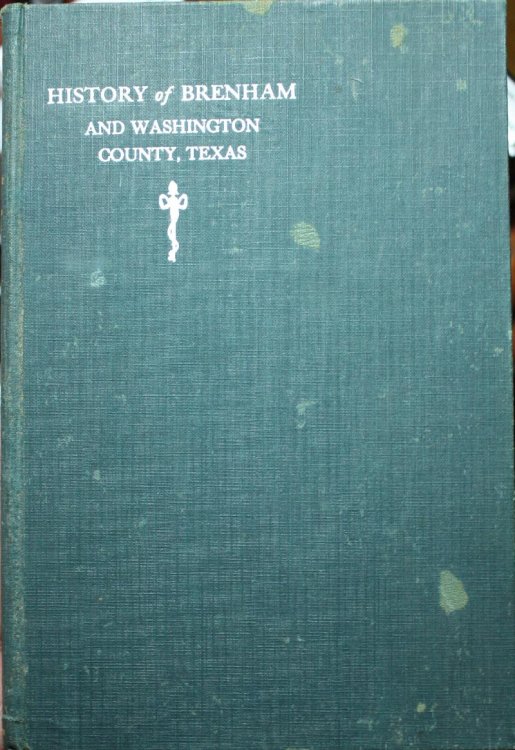 HISTORY of BRENHAM
AND WASHINGTON
COUNTY, TEXAS